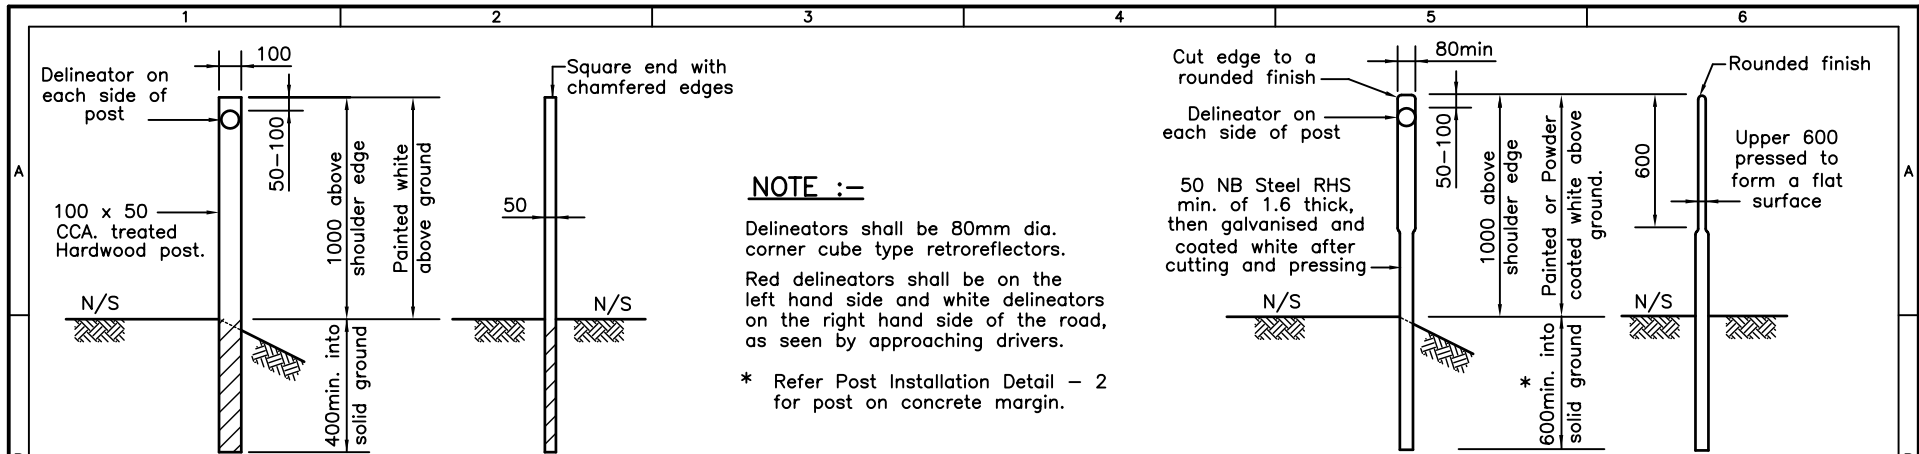 1
2
3
4
5
6
A
A
100
Delineator on
each side of
post
50-100
1000 above
shoulder edge
Painted white
above ground
100 x 50
CCA. treated
Hardwood post.
N/S
400min. into
solid ground
Square end with
chamfered edges
50
N/S
NOTE :-
Delineators shall be 80mm dia.
corner cube type retroreflectors.
Red delineators shall be on the
left hand side and white delineators
on the right hand side of the road,
as seen by approaching drivers.
* Refer Post Installation Detail - 2
for post on concrete margin.
Cut edge to a
rounded finish
80min
Delineator on
each side of post
50-100
50 NB Steel RHS
min. of 1.6 thick,
then galvanised and
coated white after
cutting and pressing
1000 above
shoulder edge
Painted or Powder
coated white above
ground.
N/S
* 600min. into
solid ground
Rounded finish
600
Upper 600
pressed to
form a flat
surface
N/S